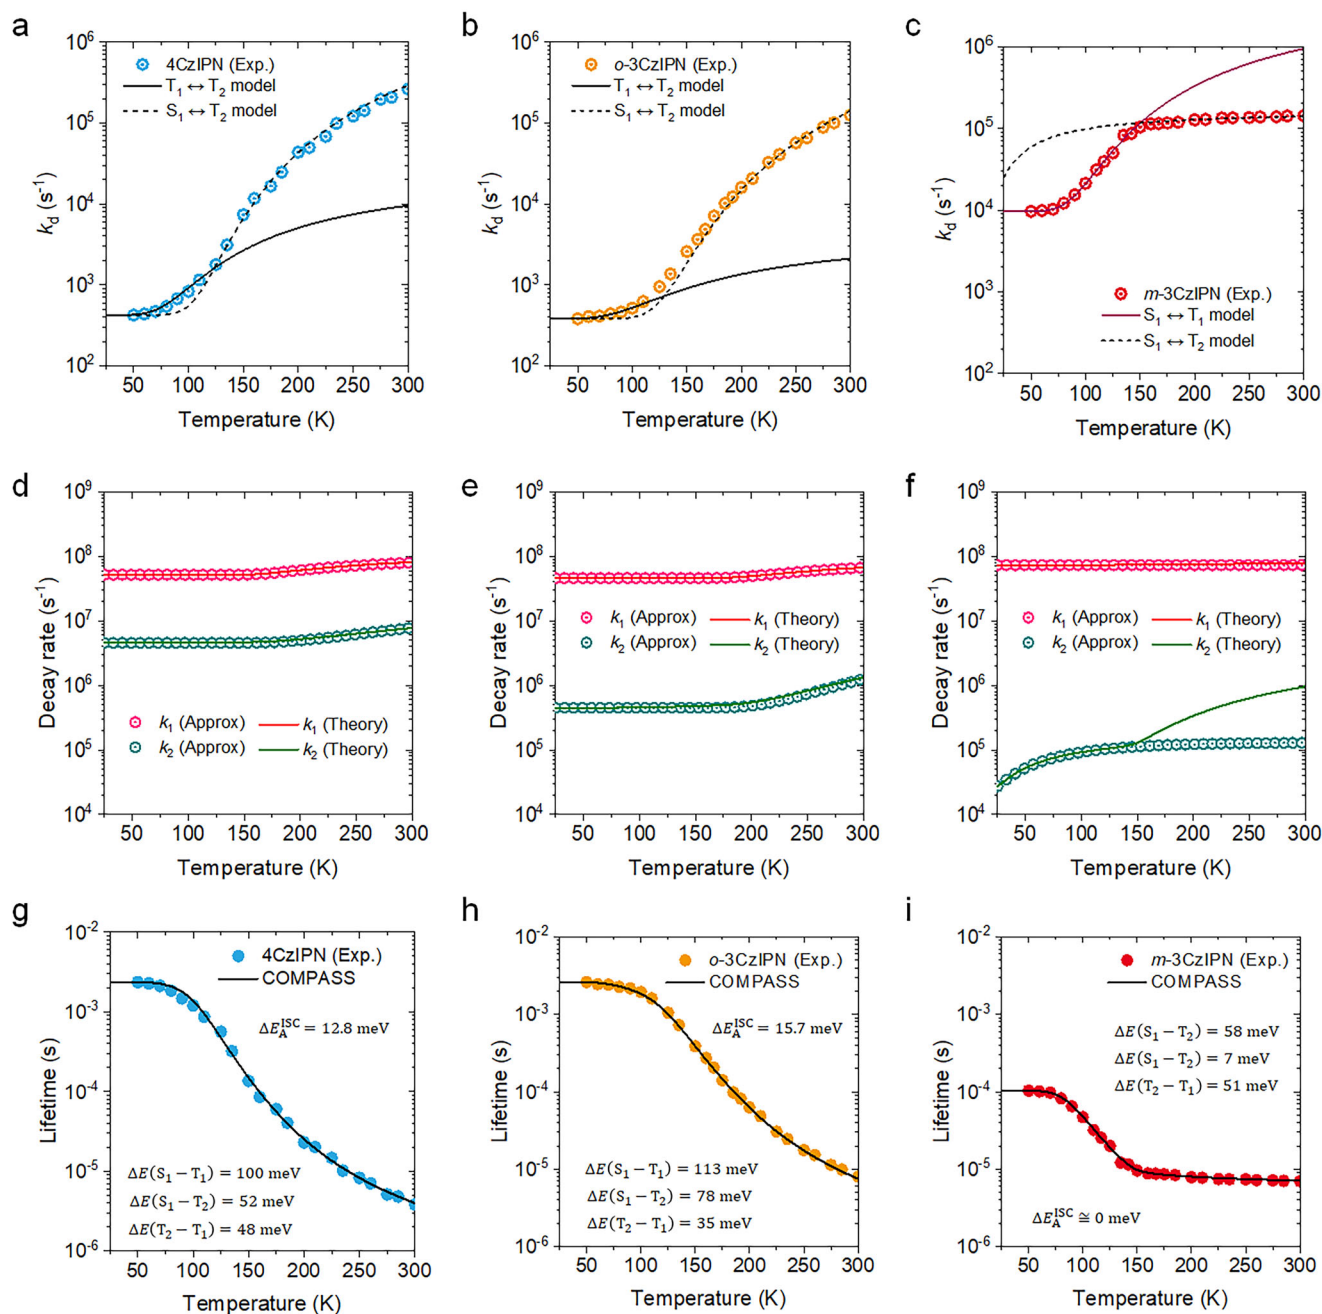 a
10⁶
10⁵
10⁴
10³
10²
k_d (s⁻¹)
4CzIPN (Exp.)
T₁ ↔ T₂ model
S₁ ↔ T₂ model
50 100 150 200 250 300
Temperature (K)
b
10⁶
10⁵
10⁴
10³
10²
k_d (s⁻¹)
o-3CzIPN (Exp.)
T₁ ↔ T₂ model
S₁ ↔ T₂ model
50 100 150 200 250 300
Temperature (K)
c
10⁶
10⁵
10⁴
10³
10²
k_d (s⁻¹)
m-3CzIPN (Exp.)
S₁ ↔ T₁ model
S₁ ↔ T₂ model
50 100 150 200 250 300
Temperature (K)
d
10⁹
10⁸
10⁷
10⁶
10⁵
10⁴
Decay rate (s⁻¹)
k₁ (Approx) k₁ (Theory)
k₂ (Approx) k₂ (Theory)
50 100 150 200 250 300
Temperature (K)
e
10⁹
10⁸
10⁷
10⁶
10⁵
10⁴
Decay rate (s⁻¹)
k₁ (Approx) k₁ (Theory)
k₂ (Approx) k₂ (Theory)
50 100 150 200 250 300
Temperature (K)
f
10⁹
10⁸
10⁷
10⁶
10⁵
10⁴
Decay rate (s⁻¹)
k₁ (Approx) k₁ (Theory)
k₂ (Approx) k₂ (Theory)
50 100 150 200 250 300
Temperature (K)
g
10⁻²
10⁻³
10⁻⁴
10⁻⁵
10⁻⁶
Lifetime (s)
4CzIPN (Exp.)
COMPASS
ΔE_A^ISC = 12.8 meV
ΔE(S₁ − T₁) = 100 meV
ΔE(S₁ − T₂) = 52 meV
ΔE(T₂ − T₁) = 48 meV
50 100 150 200 250 300
Temperature (K)
h
10⁻²
10⁻³
10⁻⁴
10⁻⁵
10⁻⁶
Lifetime (s)
o-3CzIPN (Exp.)
COMPASS
ΔE_A^ISC = 15.7 meV
ΔE(S₁ − T₁) = 113 meV
ΔE(S₁ − T₂) = 78 meV
ΔE(T₂ − T₁) = 35 meV
50 100 150 200 250 300
Temperature (K)
i
10⁻²
10⁻³
10⁻⁴
10⁻⁵
10⁻⁶
Lifetime (s)
m-3CzIPN (Exp.)
COMPASS
ΔE(S₁ − T₂) = 58 meV
ΔE(S₁ − T₂) = 7 meV
ΔE(T₂ − T₁) = 51 meV
ΔE_A^ISC ≅ 0 meV
50 100 150 200 250 300
Temperature (K)